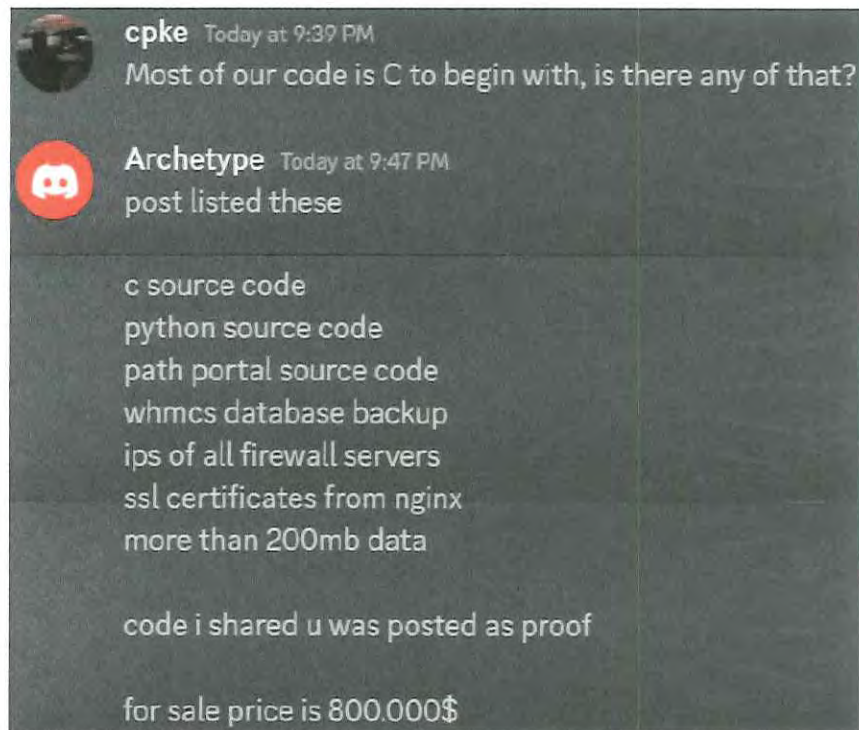 cpke Today at 9:39 PM
Most of our code is C to begin with, is there any of that?
Archetype Today at 9:47 PM
post listed these
c source code
python source code
path portal source code
whmcs database backup
ips of all firewall servers
ssl certificates from nginx
more than 200mb data
code i shared u was posted as proof
for sale price is 800.000$